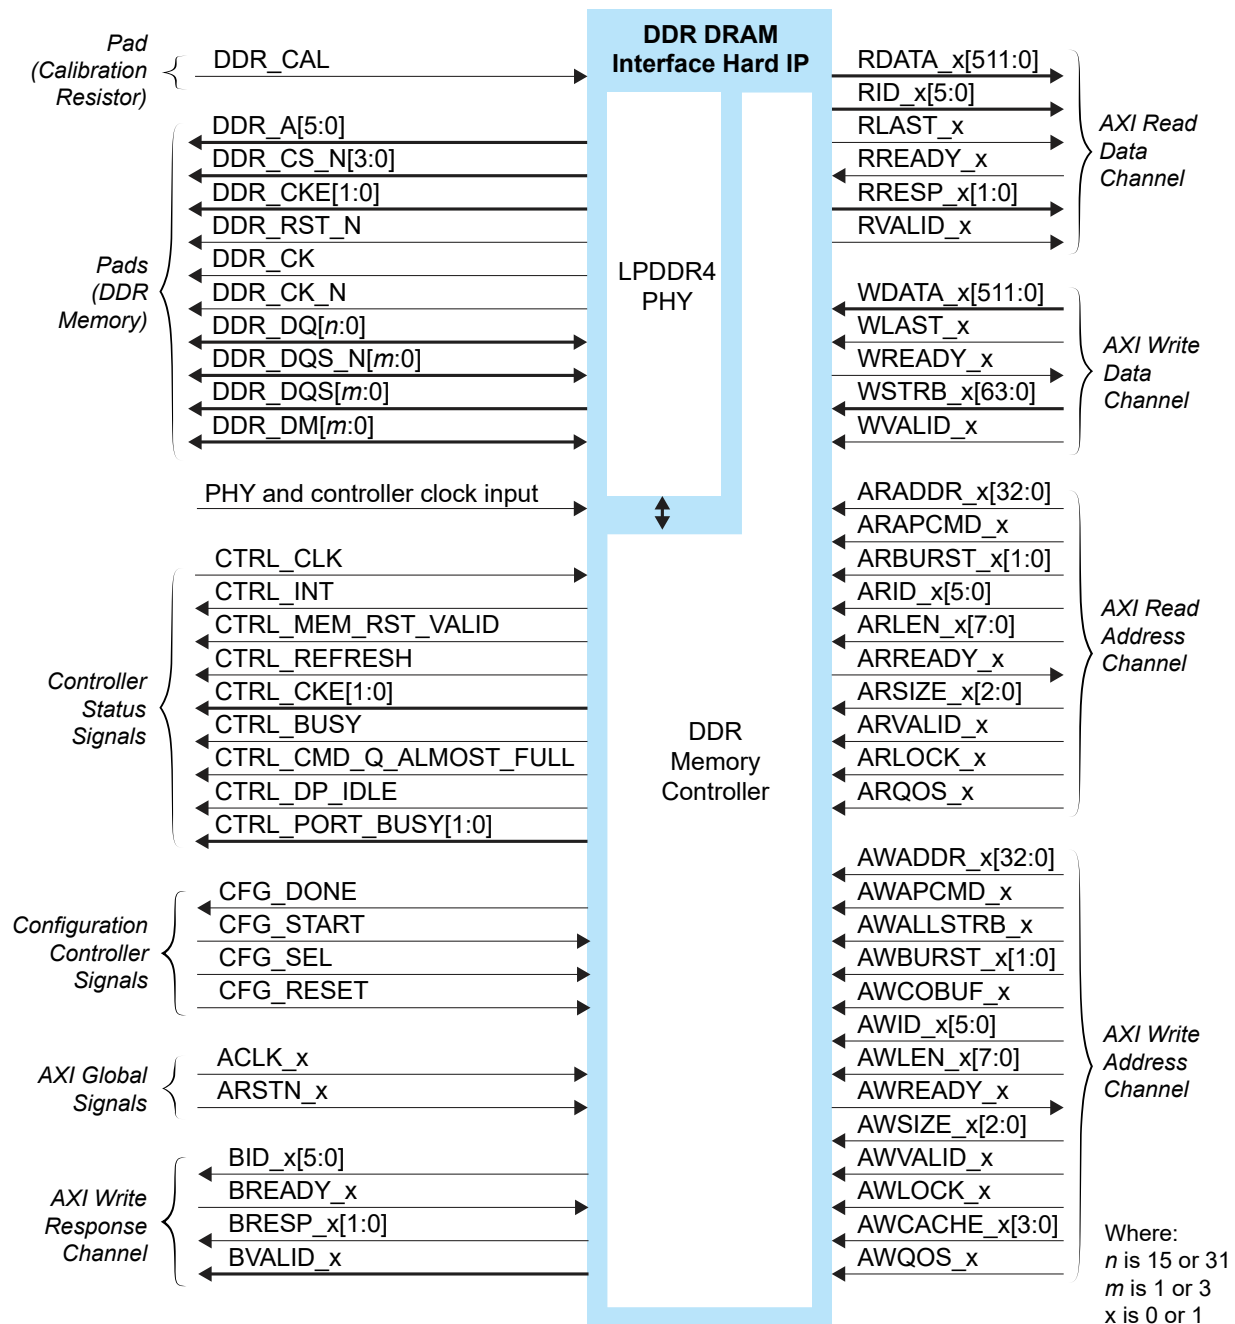 DDR DRAM
Interface Hard IP
LPDDR4
PHY
DDR
Memory
Controller
Pad
(Calibration
Resistor)
DDR_CAL
Pads
(DDR
Memory)
DDR_A[5:0]
DDR_CS_N[3:0]
DDR_CKE[1:0]
DDR_RST_N
DDR_CK
DDR_CK_N
DDR_DQ[n:0]
DDR_DQS_N[m:0]
DDR_DQS[m:0]
DDR_DM[m:0]
PHY and controller clock input
Controller
Status
Signals
CTRL_CLK
CTRL_INT
CTRL_MEM_RST_VALID
CTRL_REFRESH
CTRL_CKE[1:0]
CTRL_BUSY
CTRL_CMD_Q_ALMOST_FULL
CTRL_DP_IDLE
CTRL_PORT_BUSY[1:0]
Configuration
Controller
Signals
CFG_DONE
CFG_START
CFG_SEL
CFG_RESET
AXI Global
Signals
ACLK_x
ARSTN_x
AXI Write
Response
Channel
BID_x[5:0]
BREADY_x
BRESP_x[1:0]
BVALID_x
RDATA_x[511:0]
RID_x[5:0]
RLAST_x
RREADY_x
RRESP_x[1:0]
RVALID_x
AXI Read
Data
Channel
WDATA_x[511:0]
WLAST_x
WREADY_x
WSTRB_x[63:0]
WVALID_x
AXI Write
Data
Channel
ARADDR_x[32:0]
ARAPCMD_x
ARBURST_x[1:0]
ARID_x[5:0]
ARLEN_x[7:0]
ARREADY_x
ARSIZE_x[2:0]
ARVALID_x
ARLOCK_x
ARQOS_x
AXI Read
Address
Channel
AWADDR_x[32:0]
AWAPCMD_x
AWALLSTRB_x
AWBURST_x[1:0]
AWCOBUF_x
AWID_x[5:0]
AWLEN_x[7:0]
AWREADY_x
AWSIZE_x[2:0]
AWVALID_x
AWLOCK_x
AWCACHE_x[3:0]
AWQOS_x
AXI Write
Address
Channel
Where:
n is 15 or 31
m is 1 or 3
x is 0 or 1